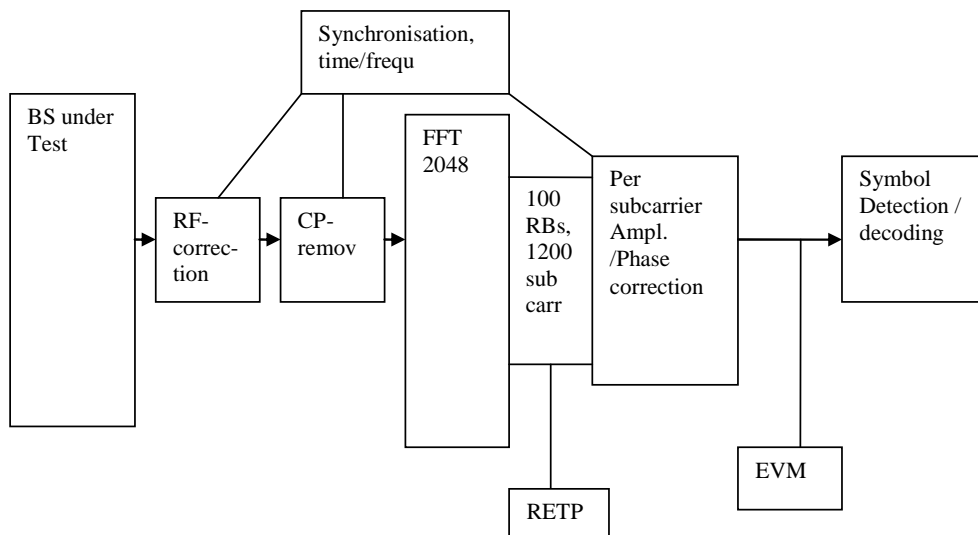 Synchronisation,
time/frequ
BS under
Test
FFT
2048
RF-
correc-
tion
CP-
remov
100
RBs,
1200
sub
carr
Per
subcarrier
Ampl.
/Phase
correction
Symbol
Detection /
decoding
EVM
RETP